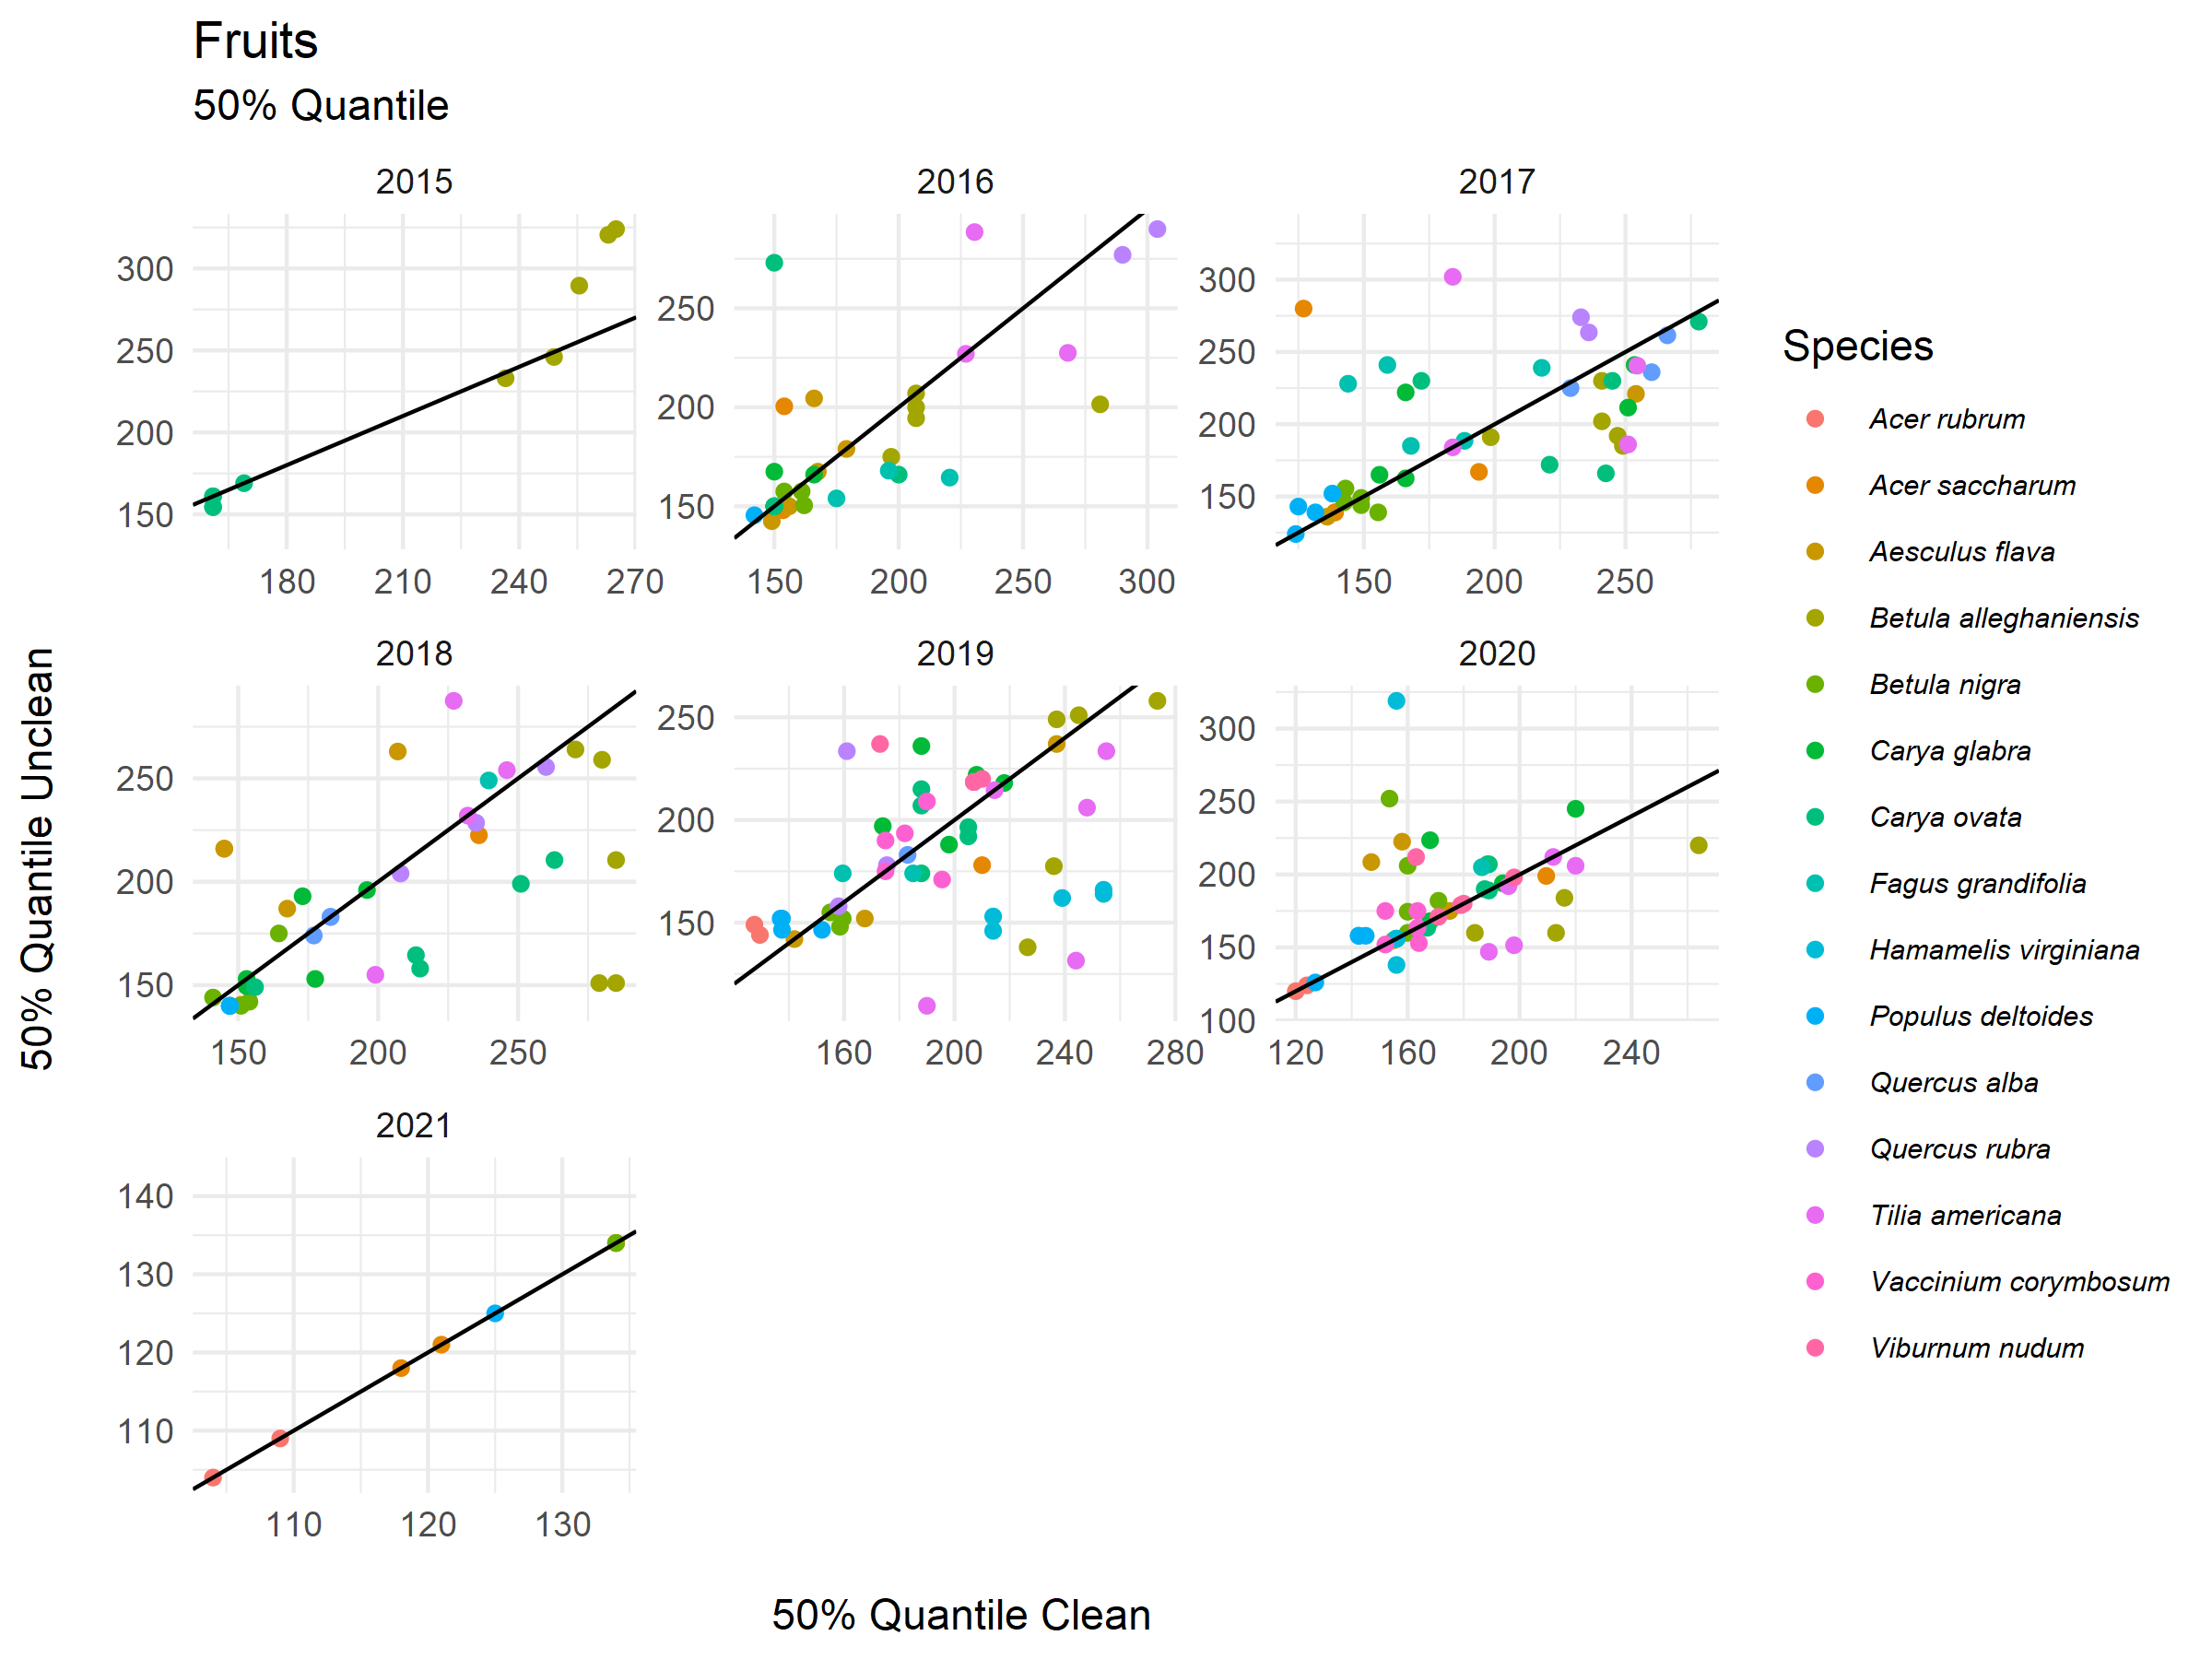 Fruits
50% Quantile
2015
2016
2017
300
250
200
150
180 210 240 270
250
200
150
150 200 250 300
300
250
200
150
150 200 250
2018
2019
2020
250
200
150
150 200 250
250
200
150
160 200 240 280
300
250
200
150
100
120 160 200 240
2021
140
130
120
110
110 120 130
50% Quantile Unclean
50% Quantile Clean
Species
Acer rubrum
Acer saccharum
Aesculus flava
Betula alleghaniensis
Betula nigra
Carya glabra
Carya ovata
Fagus grandifolia
Hamamelis virginiana
Populus deltoides
Quercus alba
Quercus rubra
Tilia americana
Vaccinium corymbosum
Viburnum nudum